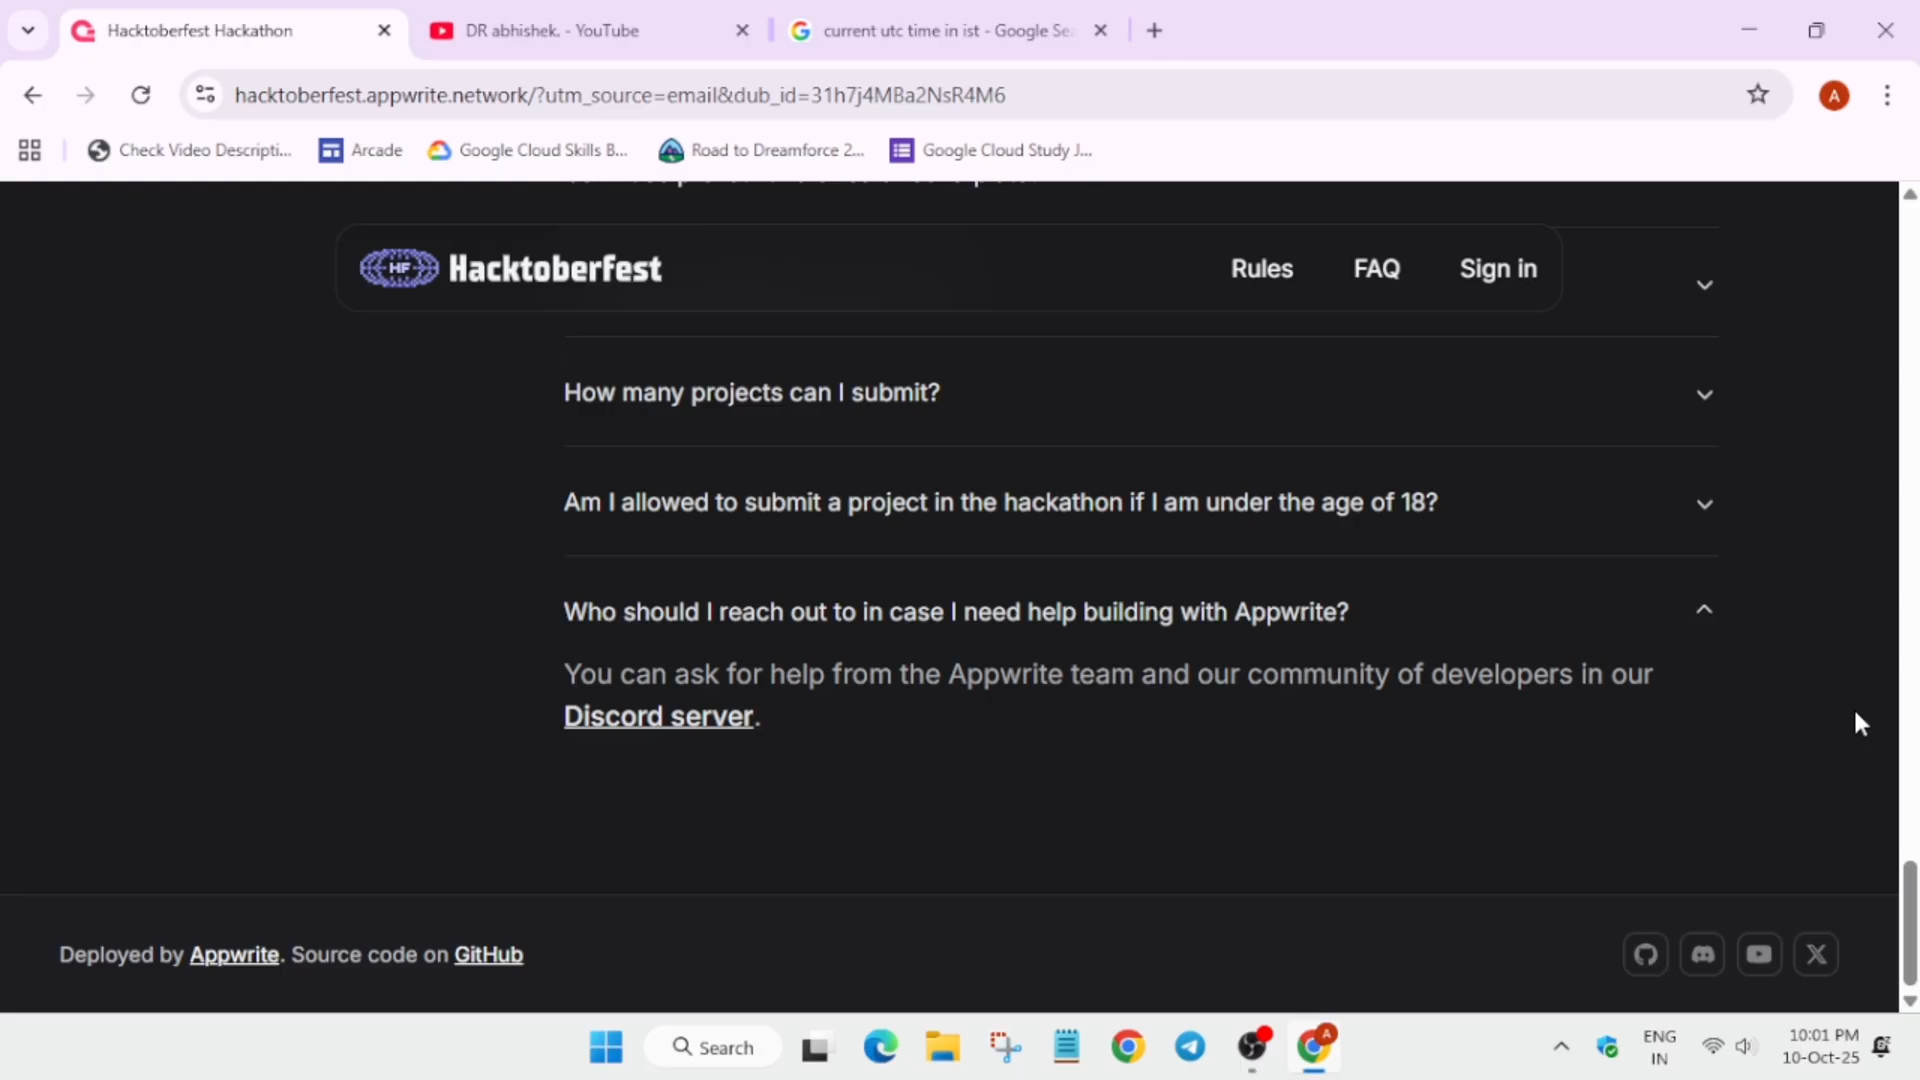 Hacktoberfest Hackathon
DR abhishek. - YouTube
current utc time in ist - Google Se
hacktoberfest.appwrite.network/?utm_source=email&dub_id=31h7j4MBa2NsR4M6
A
Check Video Descripti...
Arcade
Google Cloud Skills B...
Road to Dreamforce 2...
Google Cloud Study J...
HF
Hacktoberfest
Rules
FAQ
Sign in
How many projects can I submit?
Am I allowed to submit a project in the hackathon if I am under the age of 18?
Who should I reach out to in case I need help building with Appwrite?
You can ask for help from the Appwrite team and our community of developers in our
Discord server.
Deployed by Appwrite. Source code on GitHub
Search
A
ENG
IN
10:01 PM
10-Oct-25